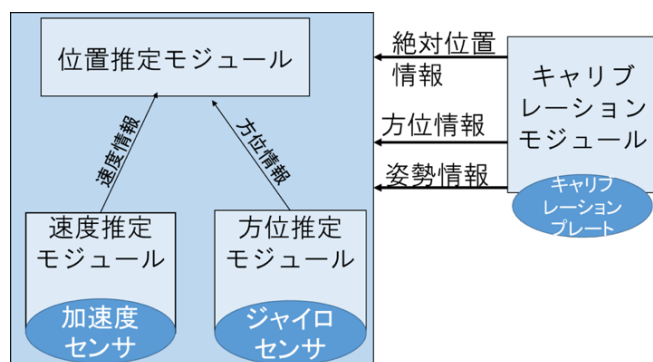 位置推定モジュール
速度情報
方位情報
速度推定
モジュール
加速度
センサ
方位推定
モジュール
ジャイロ
センサ
絶対位置
情報
方位情報
姿勢情報
キャリブ
レーション
モジュール
キャリブ
レーション
プレート